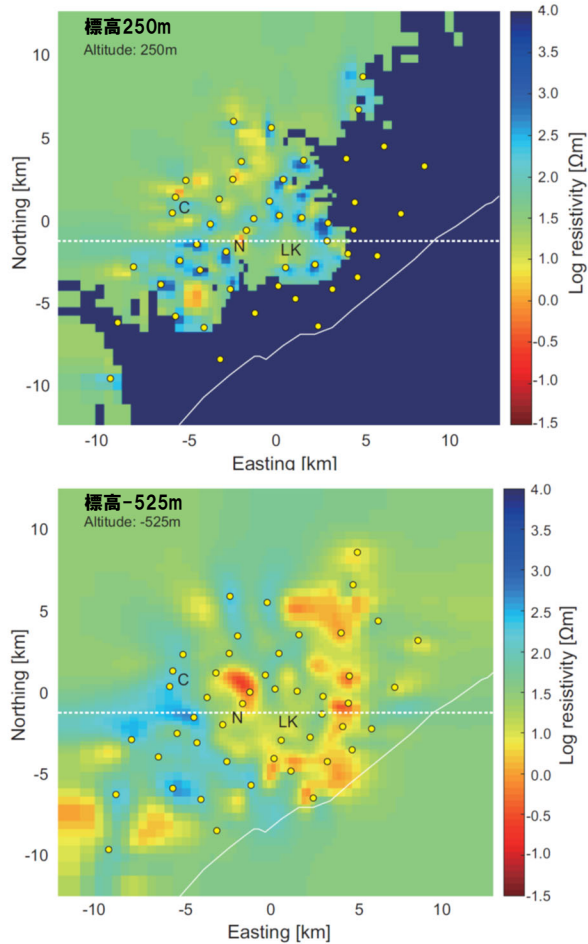 標高250m
Altitude: 250m
10
5
0
-5
-10
Northing [km]
C
N
LK
-10
-5
0
5
10
Easting [km]
4.0
3.5
3.0
2.5
2.0
1.5
1.0
0.5
0.0
-0.5
-1.0
-1.5
Log resistivity [Ωm]
標高-525m
Altitude: -525m
10
5
0
-5
-10
Northing [km]
C
N
LK
-10
-5
0
5
10
Easting [km]
4.0
3.5
3.0
2.5
2.0
1.5
1.0
0.5
0.0
-0.5
-1.0
-1.5
Log resistivity [Ωm]